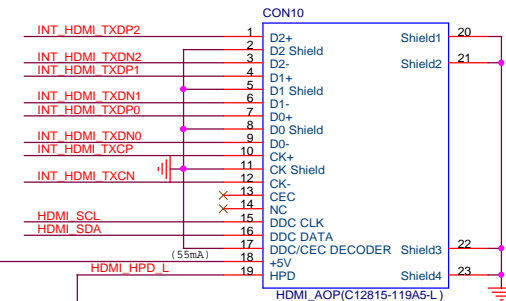 CON10
INT_HDMI_TXDP2 1 D2+ Shield1 20
2 D2 Shield
INT_HDMI_TXDN2 3 D2- Shield2 21
INT_HDMI_TXDP1 4 D1+
5 D1 Shield
INT_HDMI_TXDN1 6 D1-
INT_HDMI_TXDP0 7 D0+
8 D0 Shield
INT_HDMI_TXDN0 9 D0-
INT_HDMI_TXCP 10 CK+
11 CK Shield
INT_HDMI_TXCN 12 CK-
13 CEC
14 NC
HDMI_SCL 15 DDC CLK
HDMI_SDA 16 DDC DATA
17 DDC/CEC DECODER Shield3 22
(55mA) 18 +5V
HDMI_HPD_L 19 HPD Shield4 23
HDMI_AOP(C12815-119A5-L)